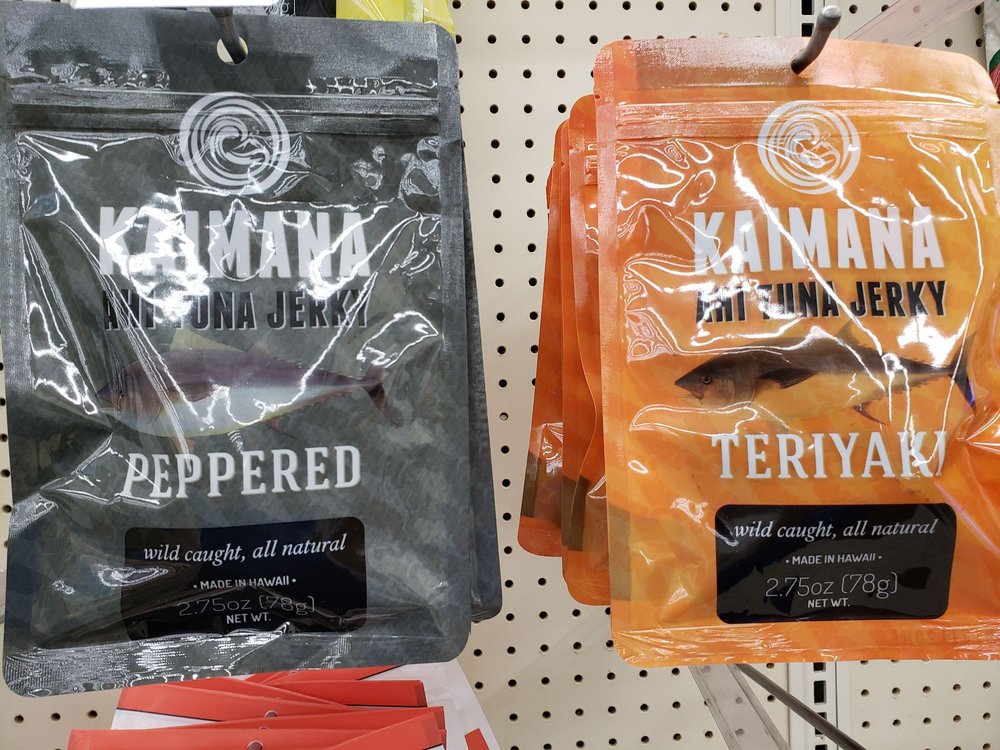 KAIMANA
AHI TUNA JERKY
PEPPERED
wild caught, all natural
• MADE IN HAWAII •
2.75oz (78g)
NET WT.
KAIMANA
AHI TUNA JERKY
TERIYAKI
wild caught, all natural
• MADE IN HAWAII •
2.75oz (78g)
NET WT.